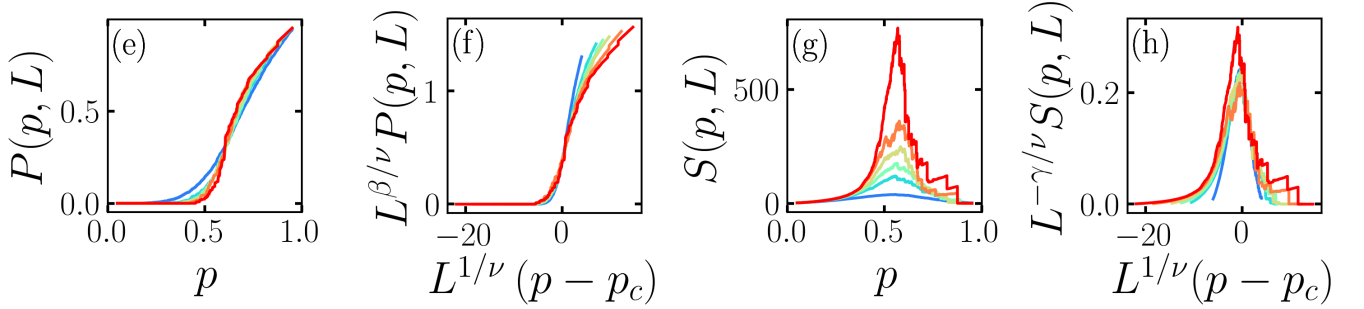 P(p, L)
(e)
0.5
0.0
0.0 0.5 1.0
p
L^{β/ν}P(p, L)
(f)
1
0
−20 0
L^{1/ν}(p − p_c)
S(p, L)
(g)
500
0
0.0 0.5 1.0
p
L^{−γ/ν}S(p, L)
(h)
0.2
0.0
−20 0
L^{1/ν}(p − p_c)